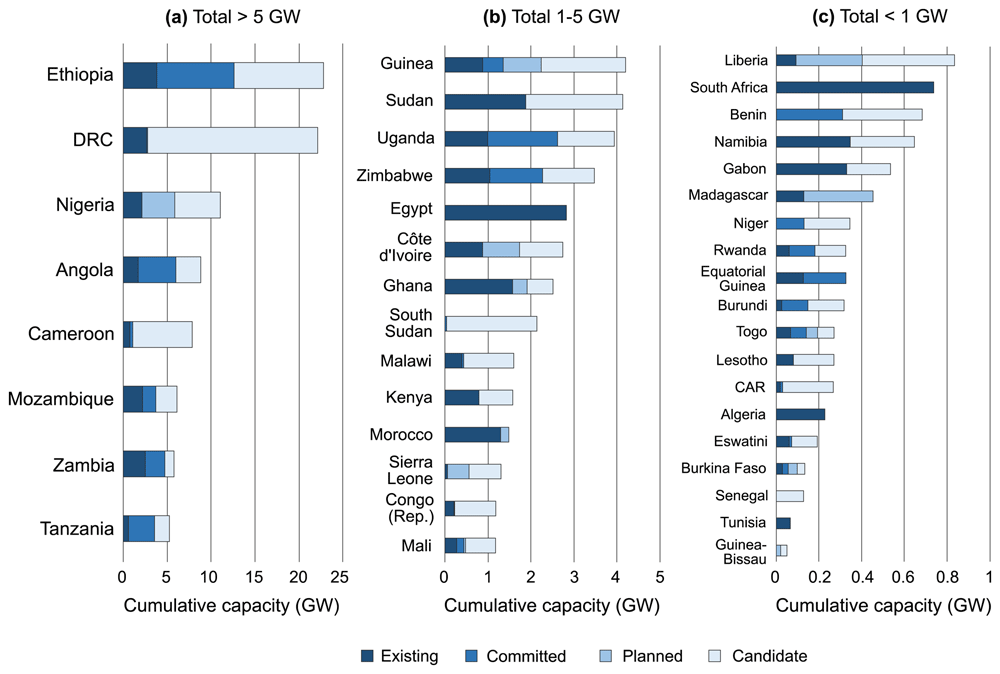 (a) Total > 5 GW
Ethiopia
DRC
Nigeria
Angola
Cameroon
Mozambique
Zambia
Tanzania
0 5 10 15 20 25
Cumulative capacity (GW)
(b) Total 1-5 GW
Guinea
Sudan
Uganda
Zimbabwe
Egypt
Côte
d'Ivoire
Ghana
South
Sudan
Malawi
Kenya
Morocco
Sierra
Leone
Congo
(Rep.)
Mali
0 1 2 3 4 5
Cumulative capacity (GW)
(c) Total < 1 GW
Liberia
South Africa
Benin
Namibia
Gabon
Madagascar
Niger
Rwanda
Equatorial
Guinea
Burundi
Togo
Lesotho
CAR
Algeria
Eswatini
Burkina Faso
Senegal
Tunisia
Guinea-
Bissau
0 0.2 0.4 0.6 0.8 1
Cumulative capacity (GW)
Existing Committed Planned Candidate